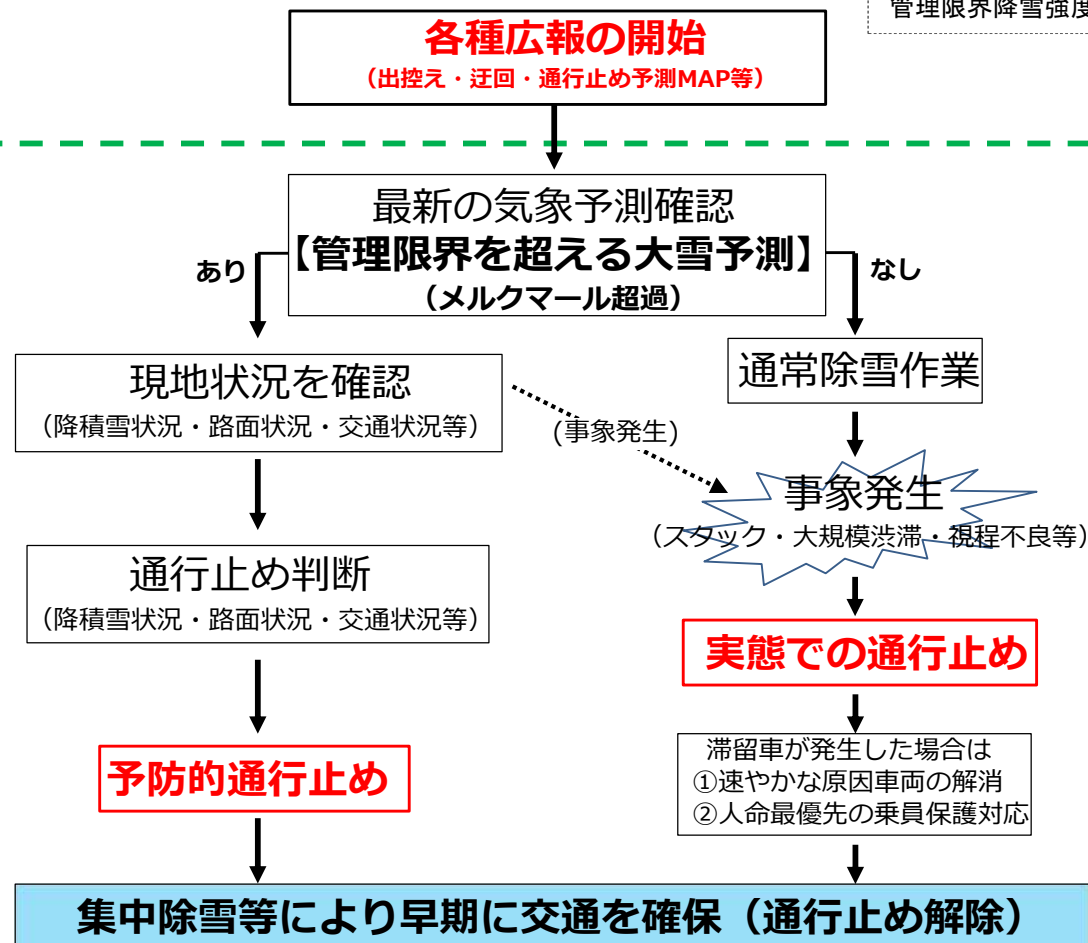 管理限界降雪強度
各種広報の開始
（出控え・迂回・通行止め予測MAP等）
最新の気象予測確認
【管理限界を超える大雪予測】
（メルクマール超過）
あり
なし
現地状況を確認
（降積雪状況・路面状況・交通状況等）
通常除雪作業
(事象発生)
事象発生
（スタック・大規模渋滞・視程不良等）
通行止め判断
（降積雪状況・路面状況・交通状況等）
実態での通行止め
予防的通行止め
滞留車が発生した場合は
①速やかな原因車両の解消
②人命最優先の乗員保護対応
集中除雪等により早期に交通を確保（通行止め解除）